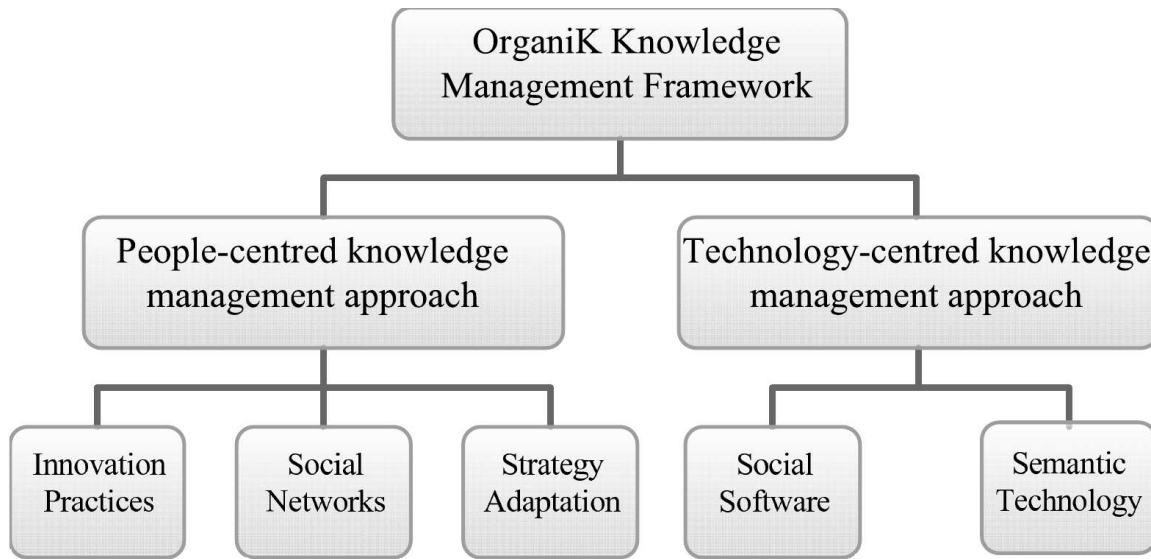 OrganiK Knowledge
Management Framework
People-centred knowledge
management approach
Technology-centred knowledge
management approach
Innovation
Practices
Social
Networks
Strategy
Adaptation
Social
Software
Semantic
Technology